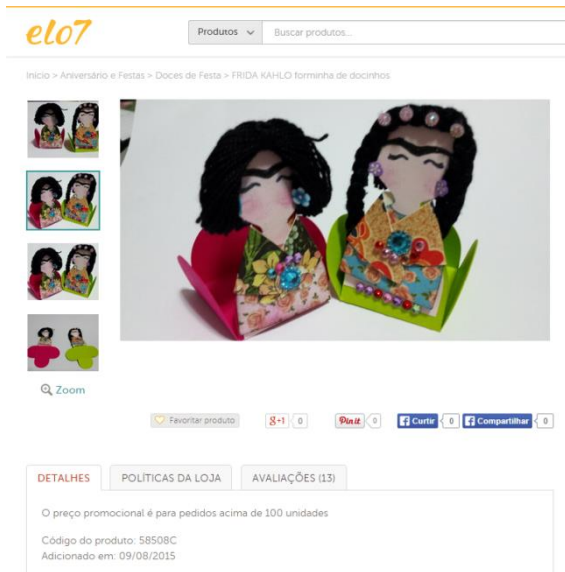 elo7
Produtos
Buscar produtos...
Início > Aniversário e Festas > Doces de Festa > FRIDA KAHLO forminha de docinhos
Zoom
Favoritar produto
g+1 0
Pin it 0
Curtir 0
Compartilhar 0
DETALHES
POLÍTICAS DA LOJA
AVALIAÇÕES (13)
O preço promocional é para pedidos acima de 100 unidades
Código do produto: 58508C
Adicionado em: 09/08/2015